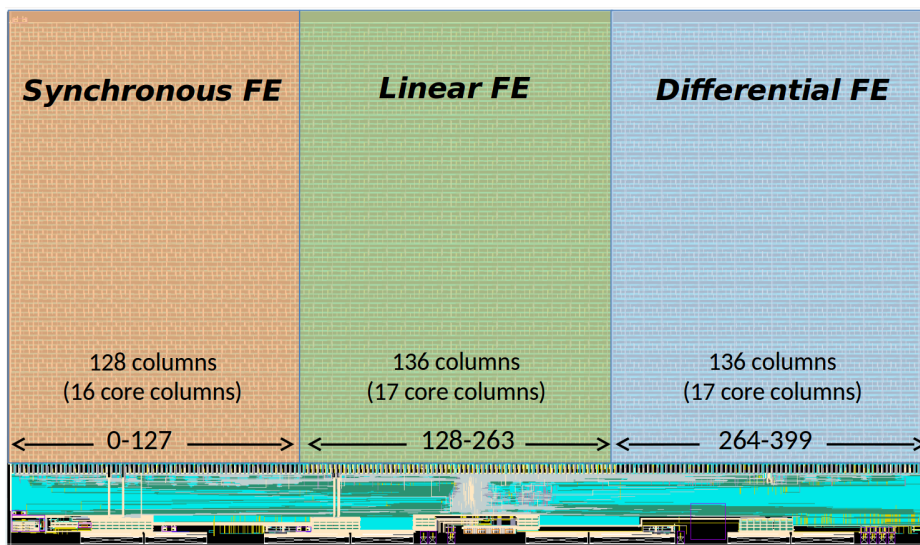 Synchronous FE
Linear FE
Differential FE
128 columns
(16 core columns)
136 columns
(17 core columns)
136 columns
(17 core columns)
0-127
128-263
264-399